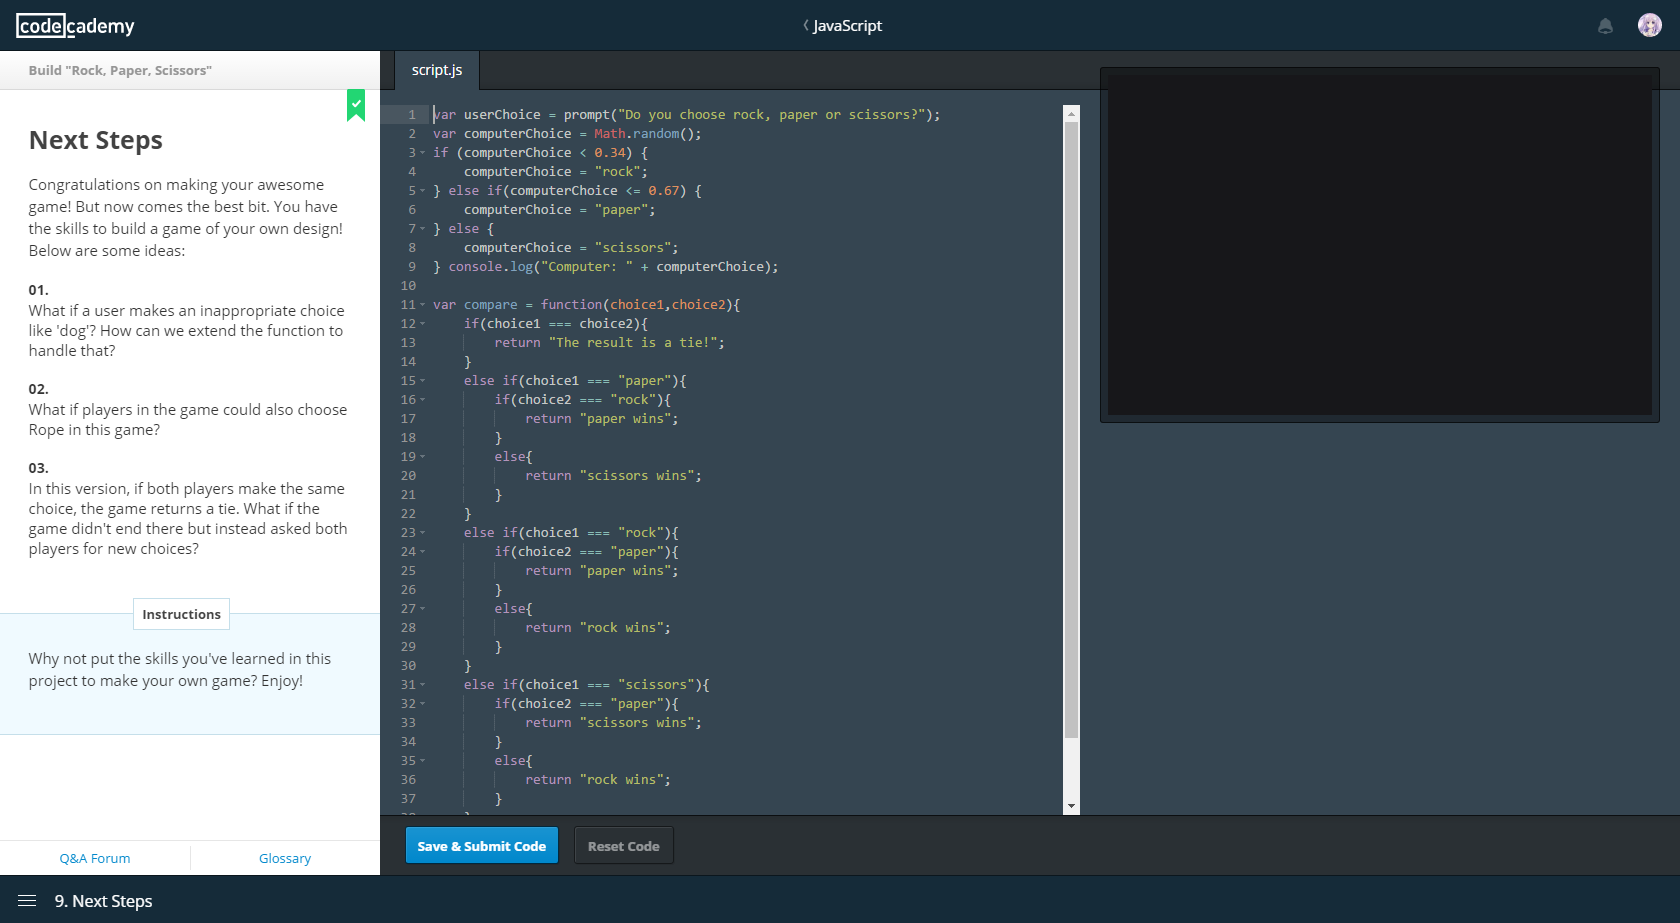 codecademy
JavaScript
Build "Rock, Paper, Scissors"
Next Steps
Congratulations on making your awesome
game! But now comes the best bit. You have
the skills to build a game of your own design!
Below are some ideas:
01.
What if a user makes an inappropriate choice
like 'dog'? How can we extend the function to
handle that?
02.
What if players in the game could also choose
Rope in this game?
03.
In this version, if both players make the same
choice, the game returns a tie. What if the
game didn't end there but instead asked both
players for new choices?
Instructions
Why not put the skills you've learned in this
project to make your own game? Enjoy!
Q&A Forum
Glossary
script.js
1 var userChoice = prompt("Do you choose rock, paper or scissors?");
2 var computerChoice = Math.random();
3 if (computerChoice < 0.34) {
4     computerChoice = "rock";
5 } else if(computerChoice <= 0.67) {
6     computerChoice = "paper";
7 } else {
8     computerChoice = "scissors";
9 } console.log("Computer: " + computerChoice);
10
11 var compare = function(choice1,choice2){
12     if(choice1 === choice2){
13         return "The result is a tie!";
14     }
15     else if(choice1 === "paper"){
16         if(choice2 === "rock"){
17             return "paper wins";
18         }
19         else{
20             return "scissors wins";
21         }
22     }
23     else if(choice1 === "rock"){
24         if(choice2 === "paper"){
25             return "paper wins";
26         }
27         else{
28             return "rock wins";
29         }
30     }
31     else if(choice1 === "scissors"){
32         if(choice2 === "paper"){
33             return "scissors wins";
34         }
35         else{
36             return "rock wins";
37         }
Save & Submit Code
Reset Code
9. Next Steps